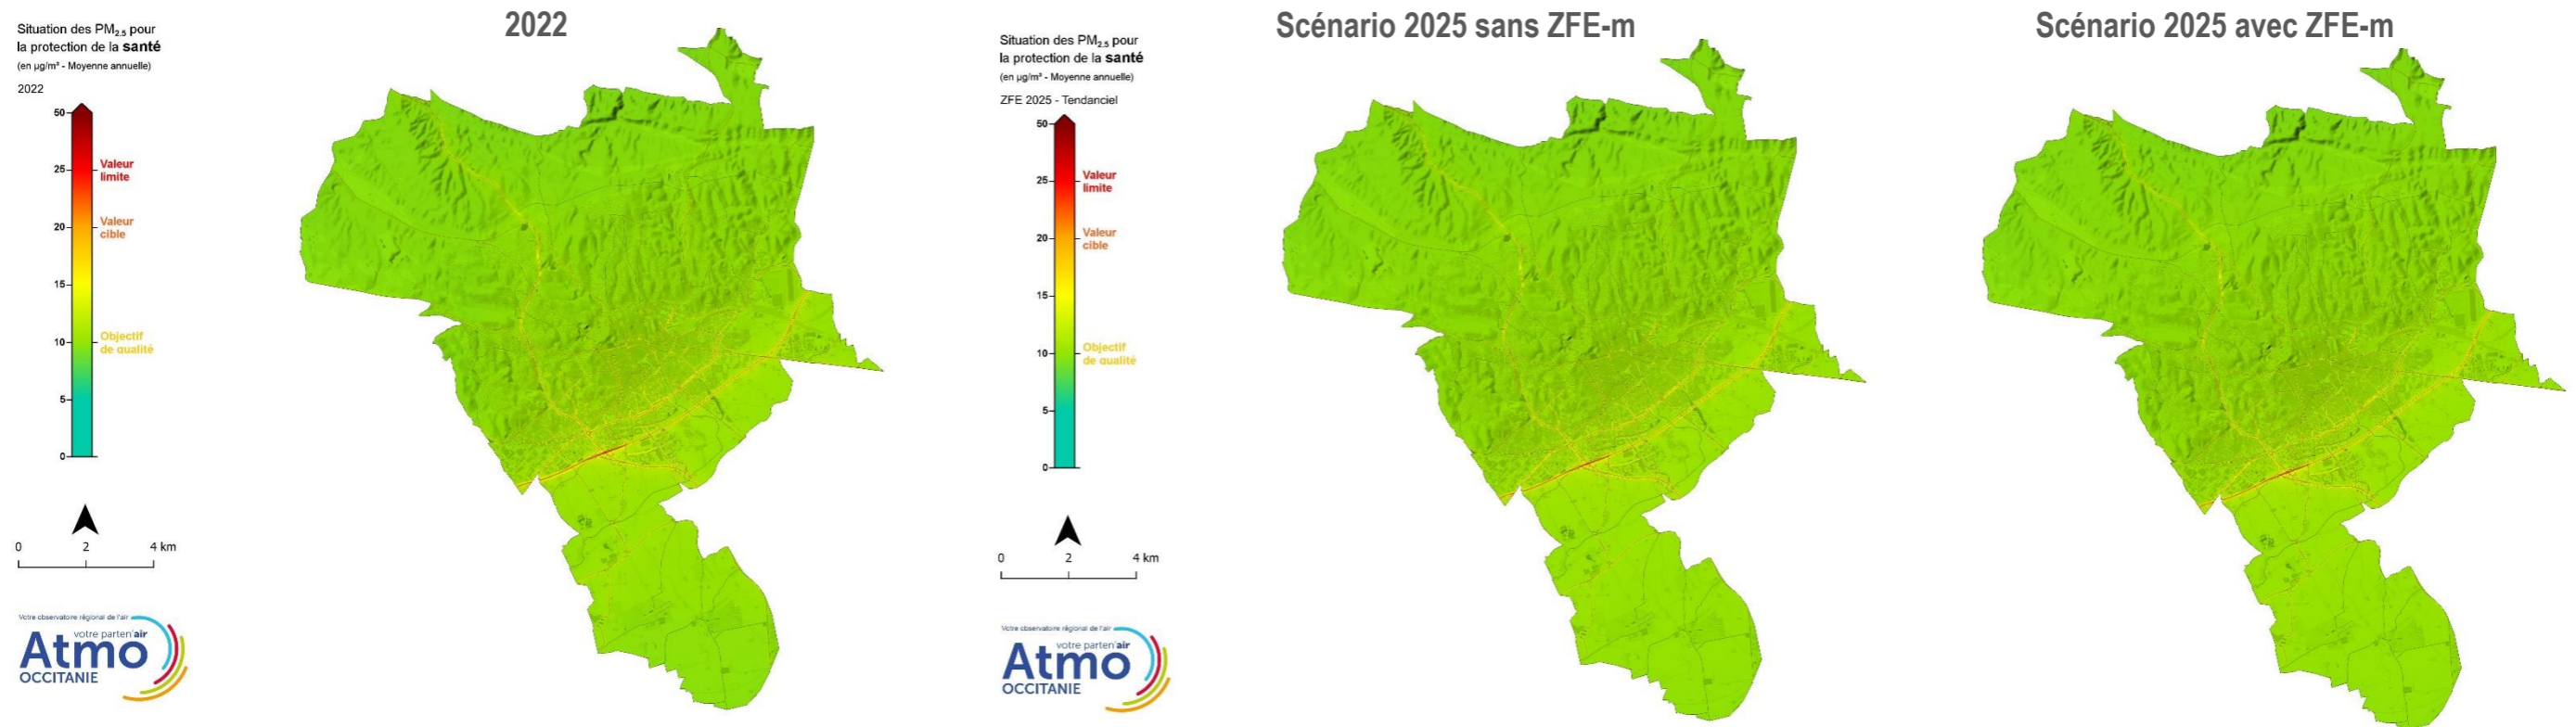 2022
Scénario 2025 sans ZFE-m
Scénario 2025 avec ZFE-m
Situation des PM₂.₅ pour
la protection de la santé
(en µg/m³ - Moyenne annuelle)
2022
50
25
Valeur
limite
20
Valeur
cible
15
10
Objectif
de qualité
5
0
0 2 4 km
Votre observatoire régional de l'air
votre parten'air
Atmo
OCCITANIE
Situation des PM₂.₅ pour
la protection de la santé
(en µg/m³ - Moyenne annuelle)
ZFE 2025 - Tendanciel
50
25
Valeur
limite
20
Valeur
cible
15
10
Objectif
de qualité
5
0
0 2 4 km
Votre observatoire régional de l'air
votre parten'air
Atmo
OCCITANIE